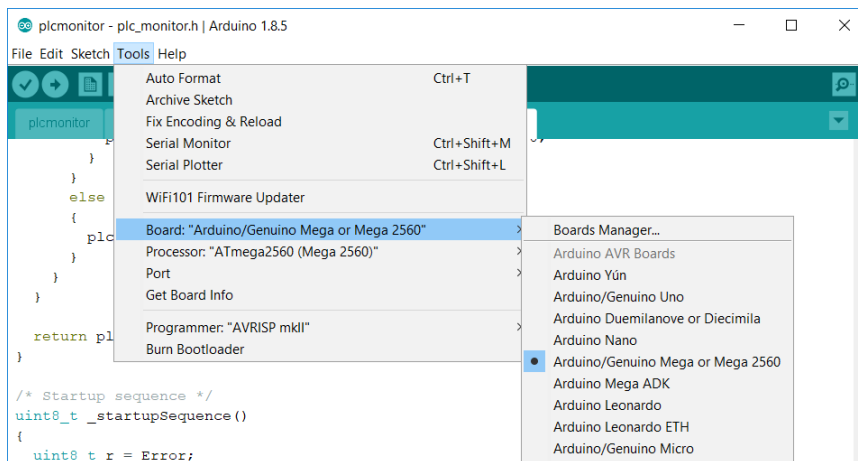 plcmonitor - plc_monitor.h | Arduino 1.8.5
File Edit Sketch Tools Help
plcmonitor
Auto Format Ctrl+T
Archive Sketch
Fix Encoding & Reload
Serial Monitor Ctrl+Shift+M
Serial Plotter Ctrl+Shift+L
WiFi101 Firmware Updater
Board: "Arduino/Genuino Mega or Mega 2560"
Processor: "ATmega2560 (Mega 2560)"
Port
Get Board Info
Programmer: "AVRISP mkII"
Burn Bootloader
Boards Manager...
Arduino AVR Boards
Arduino Yún
Arduino/Genuino Uno
Arduino Duemilanove or Diecimila
Arduino Nano
Arduino/Genuino Mega or Mega 2560
Arduino Mega ADK
Arduino Leonardo
Arduino Leonardo ETH
Arduino/Genuino Micro
}
}
else
{
plc
}
}
}
return pl
}
/* Startup sequence */
uint8_t _startupSequence()
{
uint8_t r = Error;